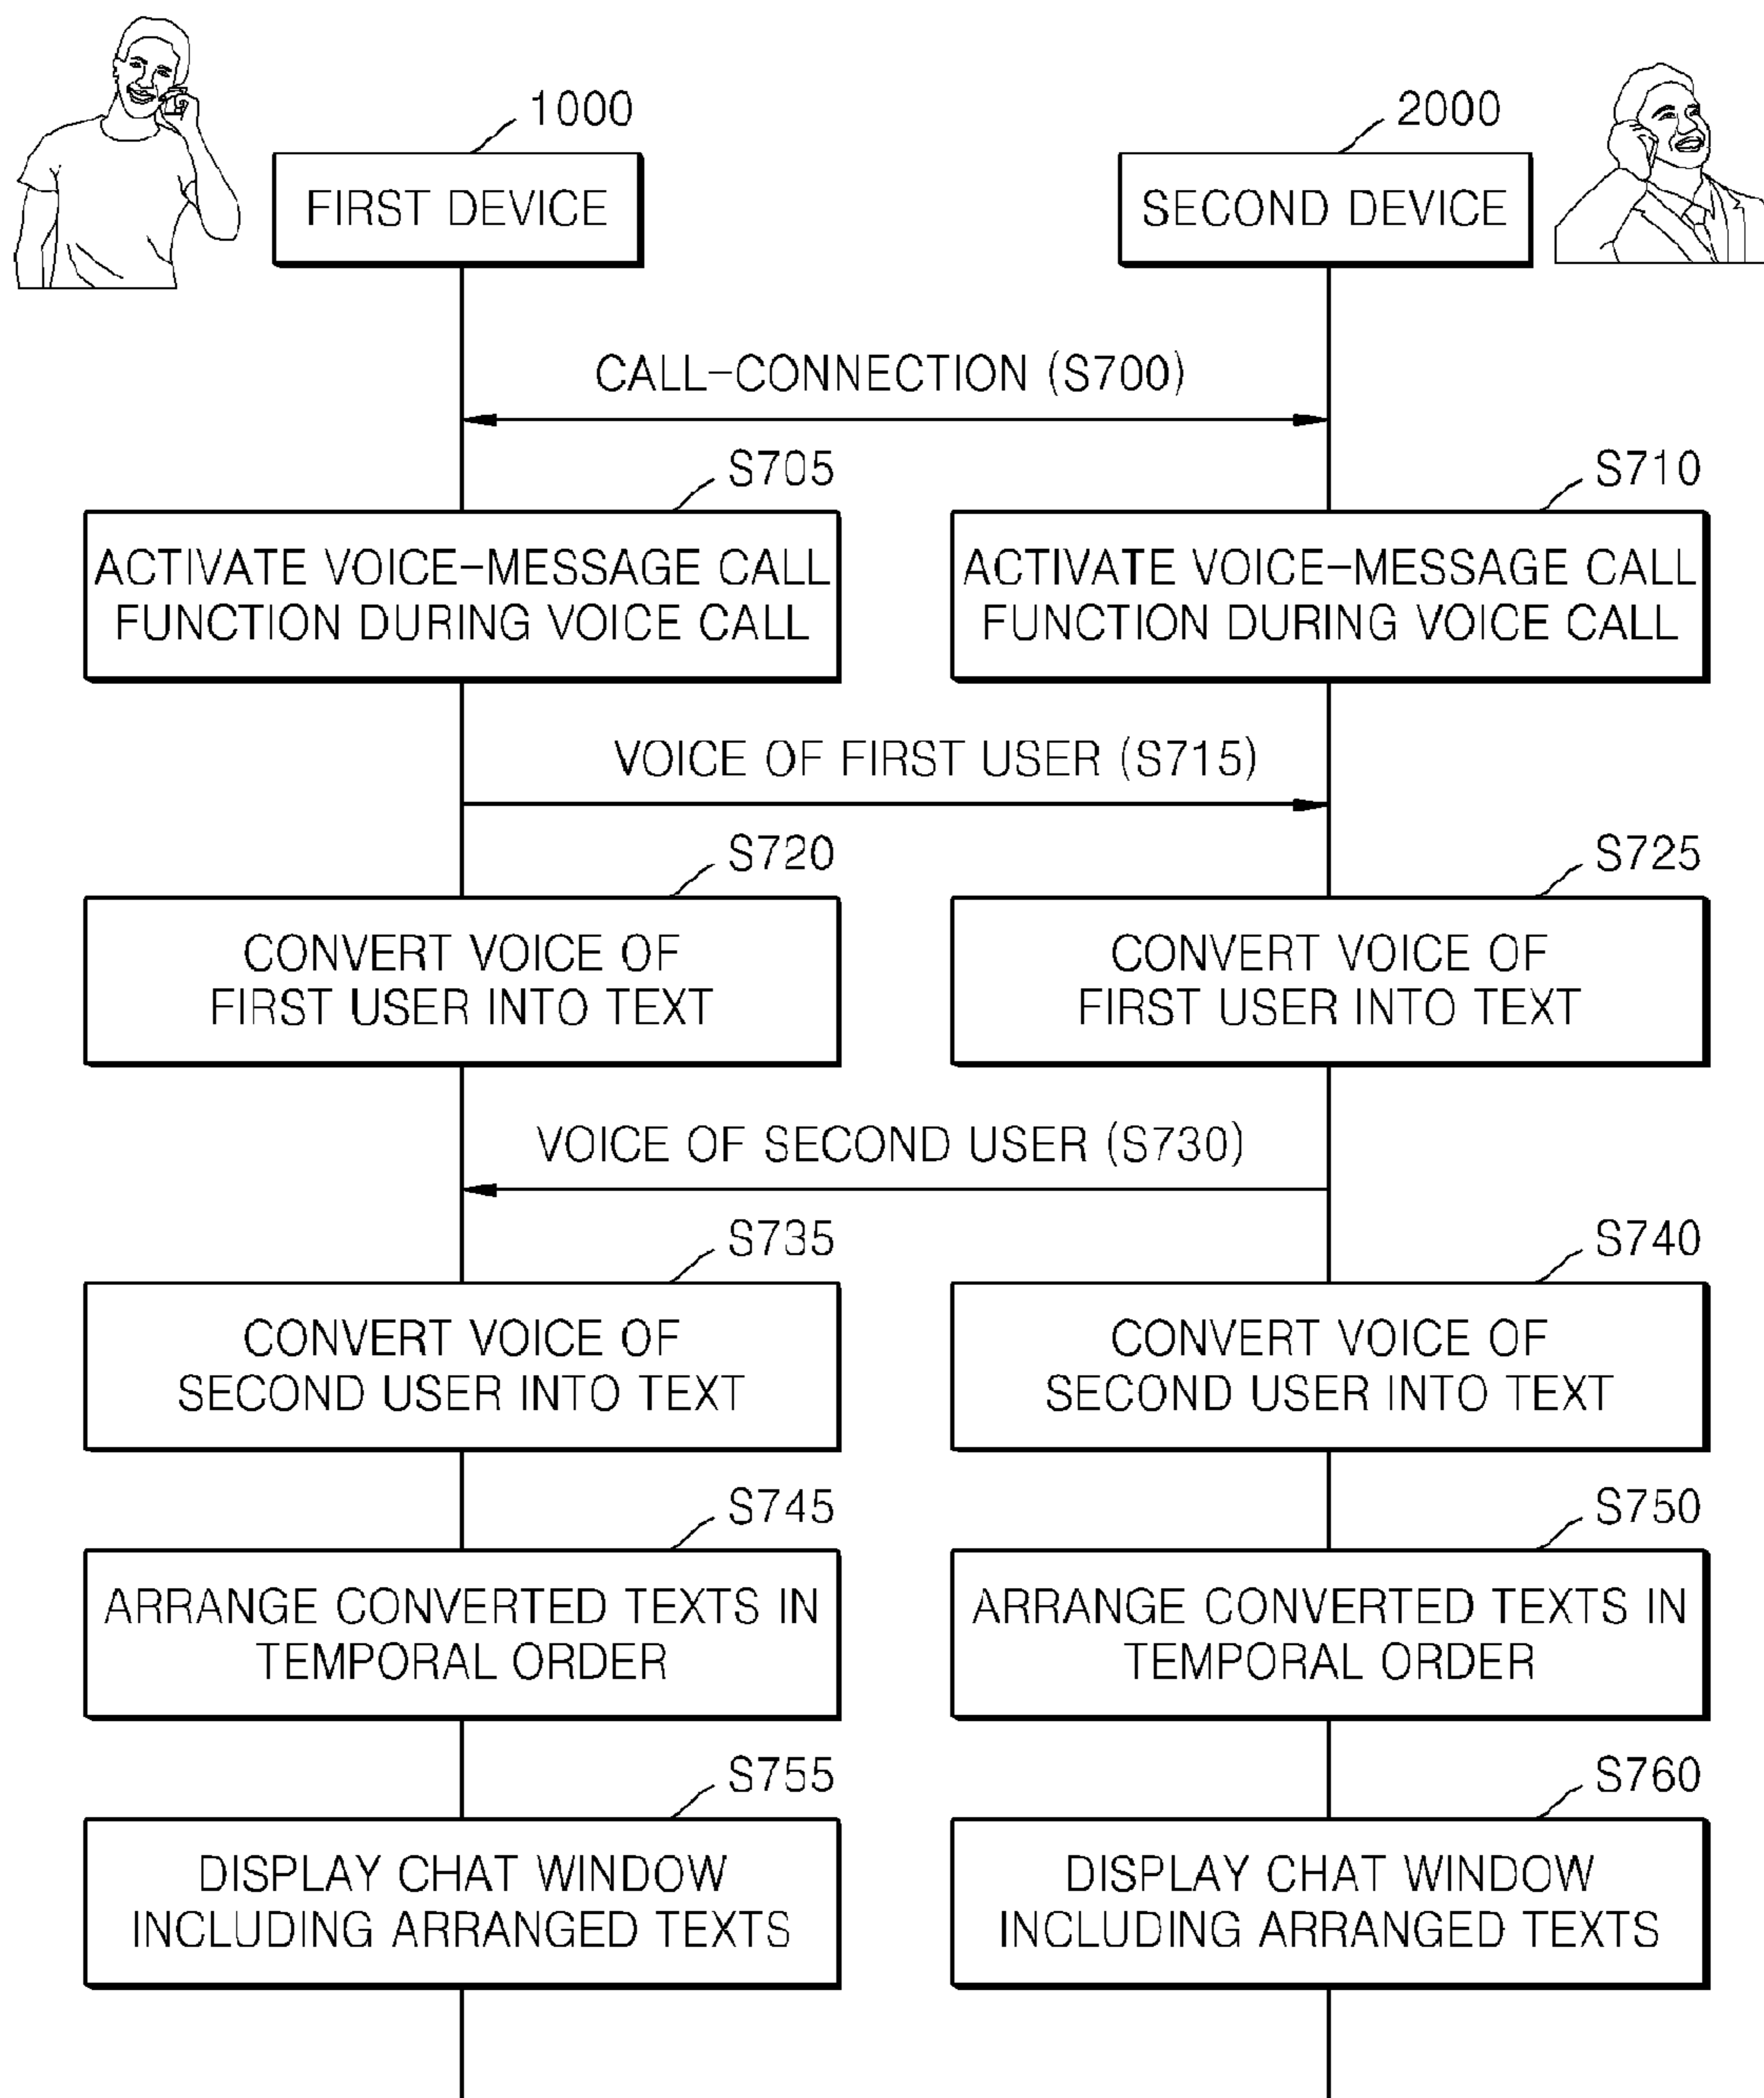 1000
2000
FIRST DEVICE
SECOND DEVICE
CALL-CONNECTION (S700)
S705
S710
ACTIVATE VOICE-MESSAGE CALL
FUNCTION DURING VOICE CALL
ACTIVATE VOICE-MESSAGE CALL
FUNCTION DURING VOICE CALL
VOICE OF FIRST USER (S715)
S720
S725
CONVERT VOICE OF
FIRST USER INTO TEXT
CONVERT VOICE OF
FIRST USER INTO TEXT
VOICE OF SECOND USER (S730)
S735
S740
CONVERT VOICE OF
SECOND USER INTO TEXT
CONVERT VOICE OF
SECOND USER INTO TEXT
S745
S750
ARRANGE CONVERTED TEXTS IN
TEMPORAL ORDER
ARRANGE CONVERTED TEXTS IN
TEMPORAL ORDER
S755
S760
DISPLAY CHAT WINDOW
INCLUDING ARRANGED TEXTS
DISPLAY CHAT WINDOW
INCLUDING ARRANGED TEXTS